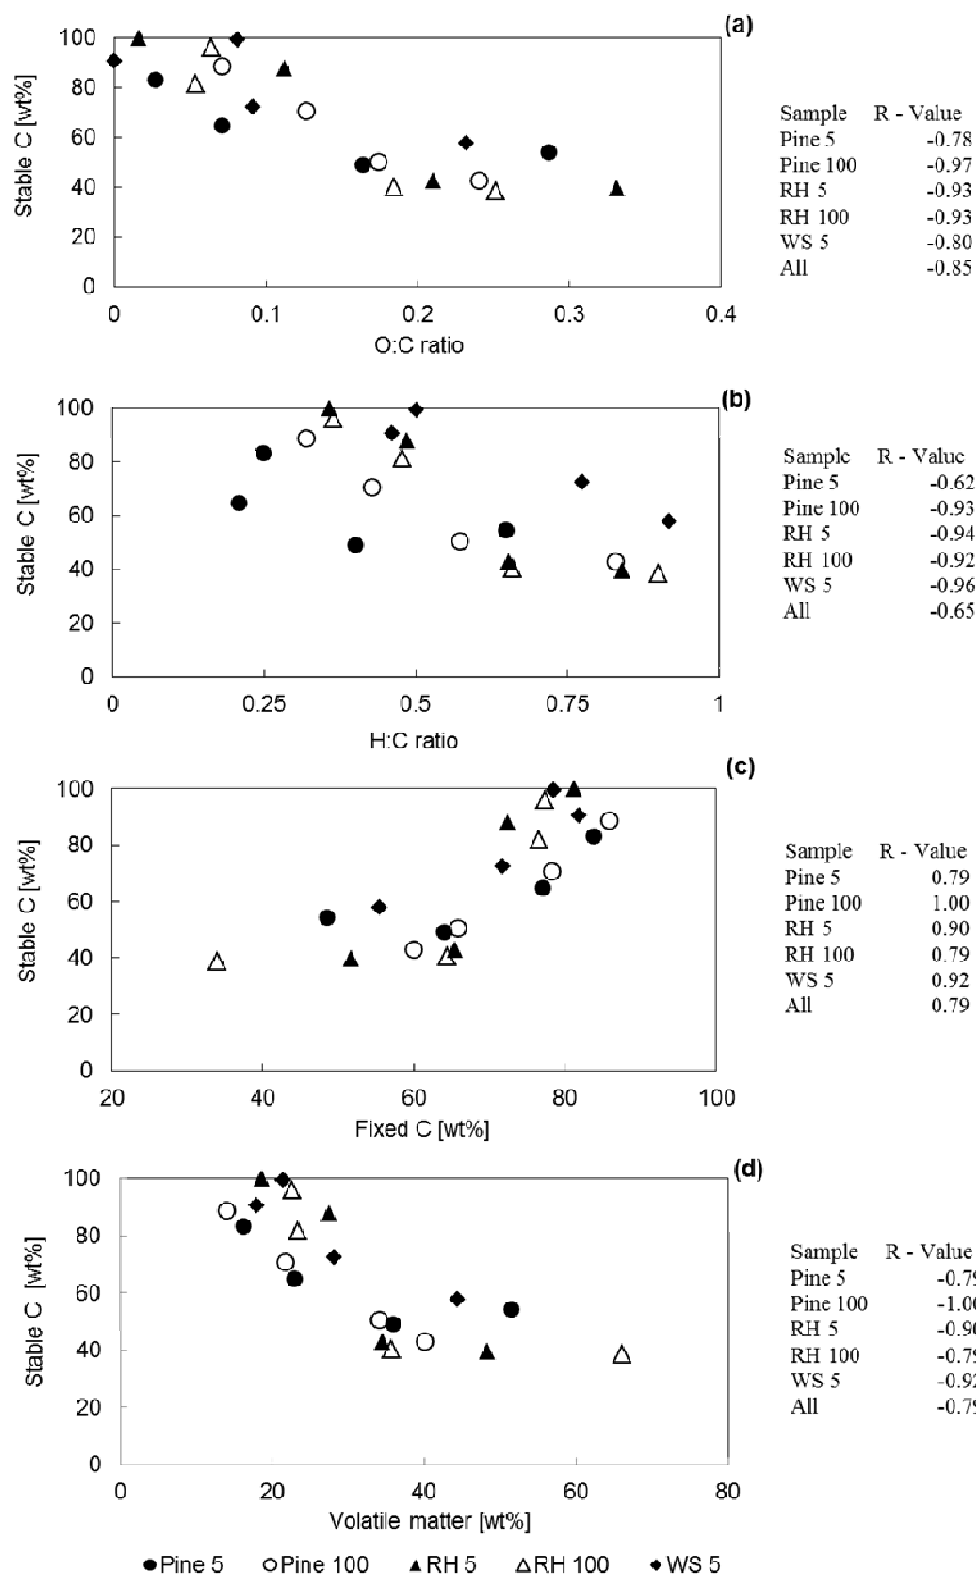 (a)
100
80
60
40
20
0
Stable C [wt%]
0 0.1 0.2 0.3 0.4
O:C ratio
Sample R - Value
Pine 5 -0.78
Pine 100 -0.97
RH 5 -0.93
RH 100 -0.93
WS 5 -0.80
All -0.85
(b)
100
80
60
40
20
0
Stable C [wt%]
0 0.25 0.5 0.75 1
H:C ratio
Sample R - Value
Pine 5 -0.62
Pine 100 -0.93
RH 5 -0.94
RH 100 -0.92
WS 5 -0.96
All -0.65
(c)
100
80
60
40
20
0
Stable C [wt%]
20 40 60 80 100
Fixed C [wt%]
Sample R - Value
Pine 5 0.79
Pine 100 1.00
RH 5 0.90
RH 100 0.79
WS 5 0.92
All 0.79
(d)
100
80
60
40
20
0
Stable C [wt%]
0 20 40 60 80
Volatile matter [wt%]
Sample R - Value
Pine 5
Pine 100
RH 5
RH 100
WS 5
All
Pine 5 Pine 100 RH 5 RH 100 WS 5